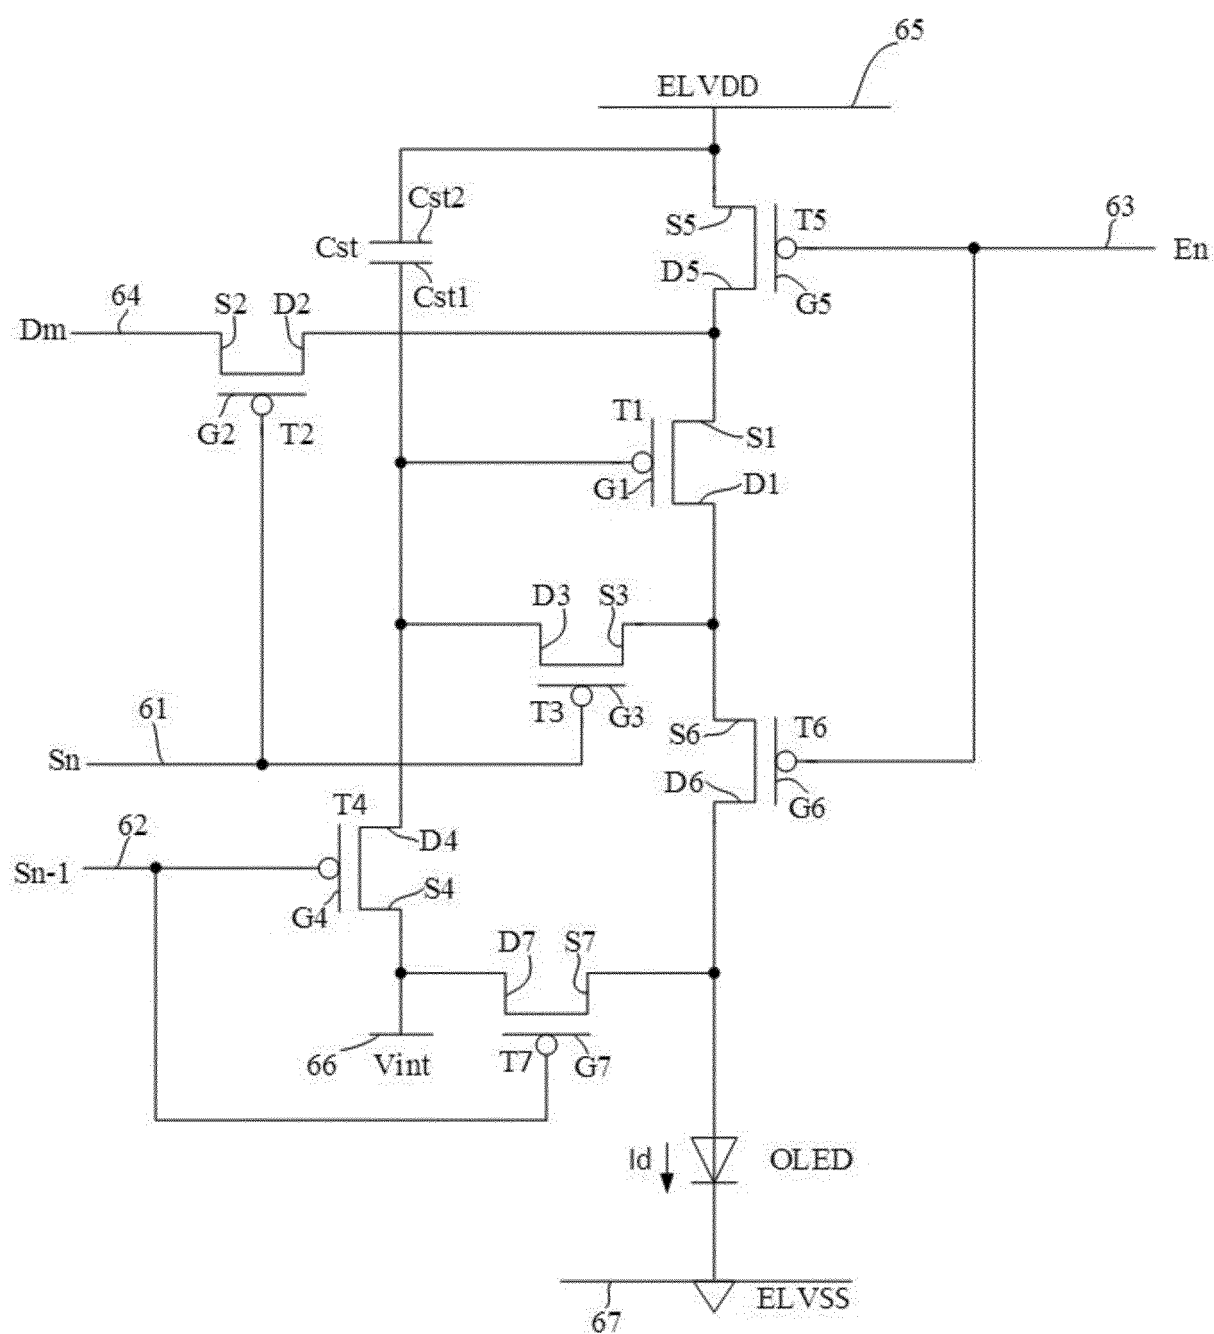 65
ELVDD
Cst2
S5
T5
63
Cst
En
D5
64
S2
D2
Cst1
G5
Dm
T1
G2
T2
S1
G1
D1
D3
S3
61
T3
G3
S6
T6
Sn
D6
62
T4
G6
D4
Sn-1
S4
G4
D7
S7
66
Vint
T7
G7
Id
OLED
67
ELVSS